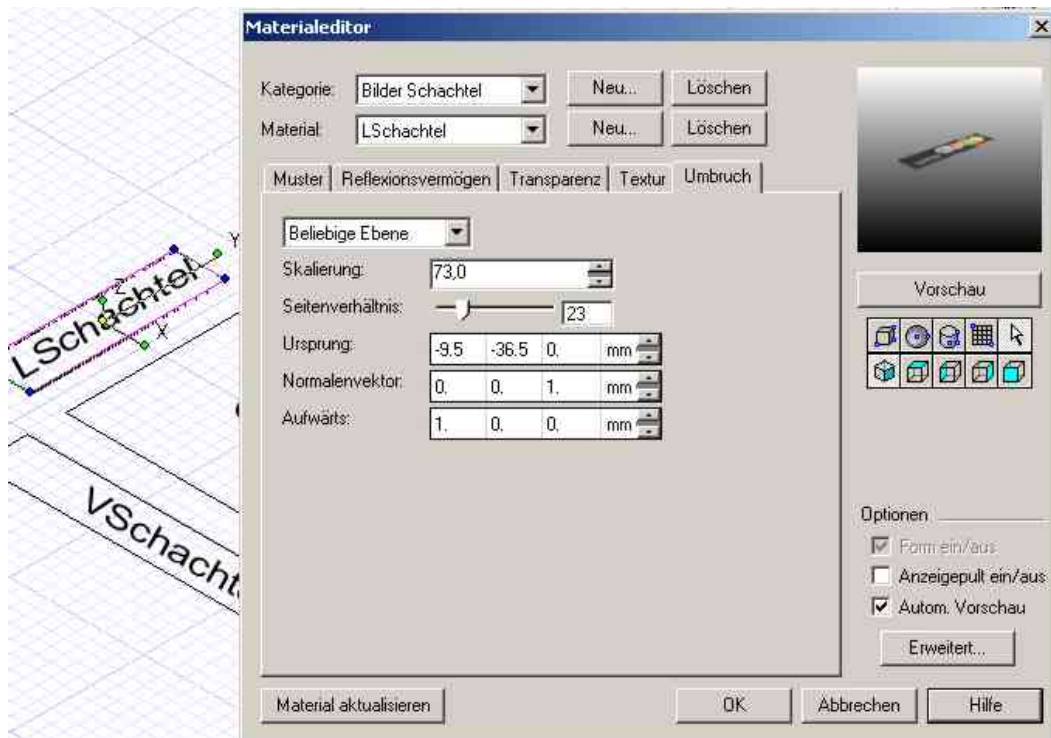 Materialeditor
Kategorie: Bilder Schachtel Neu... Löschen
Material: LSchachtel Neu... Löschen
Muster Reflexionsvermögen Transparenz Textur Umbruch
Beliebige Ebene
Skalierung: 73,0
Seitenverhältnis: 23
Ursprung: -9.5 -36.5 0. mm
Normalenvektor: 0. 0. 1. mm
Aufwärts: 1. 0. 0. mm
Vorschau
Optionen
Form ein/aus
Anzeigepult ein/aus
Autom. Vorschau
Erweitert...
Material aktualisieren OK Abbrechen Hilfe
LSchachtel
Y
Z
X
VSchacht